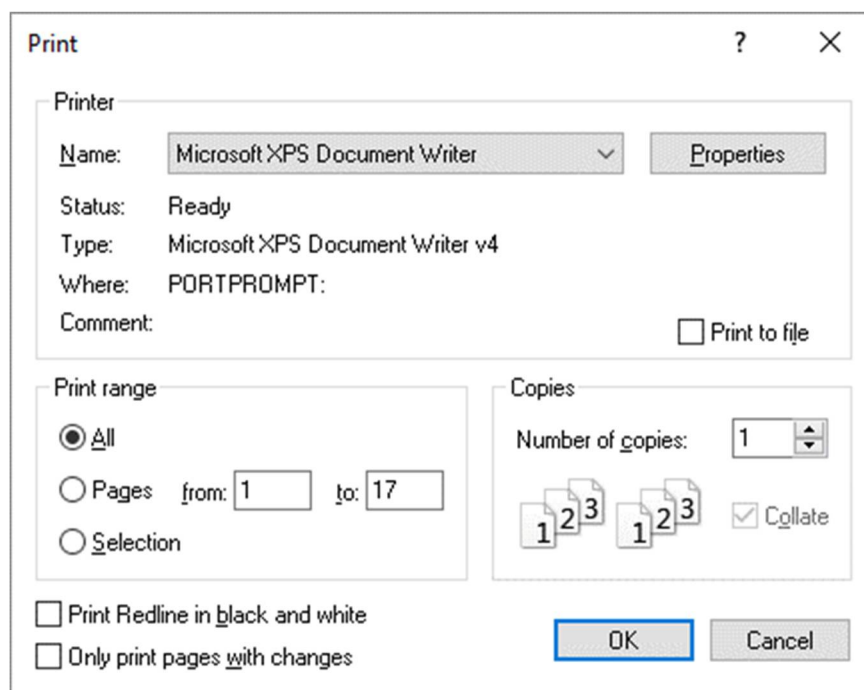 Print ?
Printer
Name: Microsoft XPS Document Writer Properties
Status: Ready
Type: Microsoft XPS Document Writer v4
Where: PORTPROMPT:
Comment:
Print to file
Print range
All
Pages from: 1 to: 17
Selection
Copies
Number of copies: 1
1 2 3 1 2 3 Collate
Print Redline in black and white
Only print pages with changes
OK Cancel